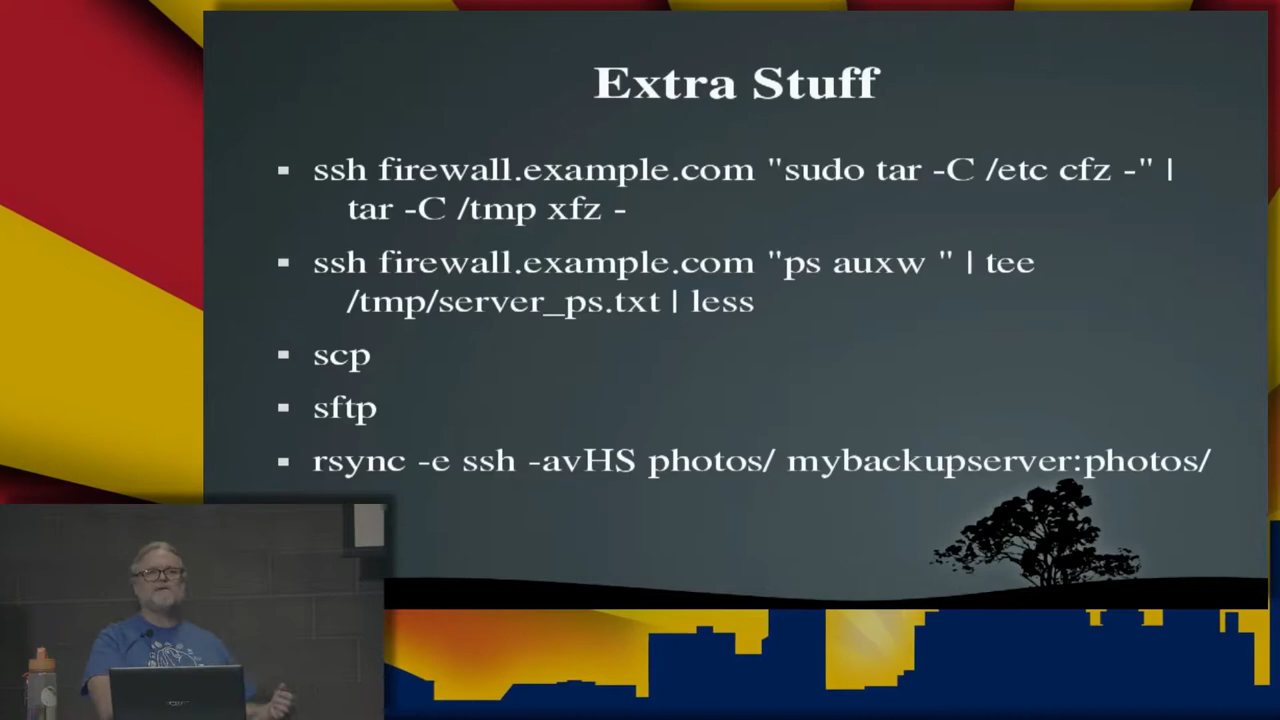 Extra Stuff
ssh firewall.example.com "sudo tar -C /etc cfz -" |
tar -C /tmp xfz -
ssh firewall.example.com "ps auxw " | tee
/tmp/server_ps.txt | less
scp
sftp
rsync -e ssh -avHS photos/ mybackupserver:photos/